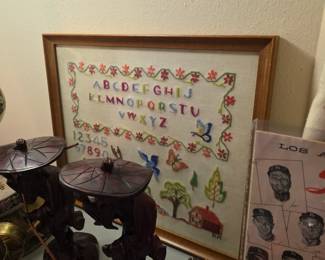 ABCDEFGHIJ
KLMNOPQRSTU
VWXYZ
12345
LOS A